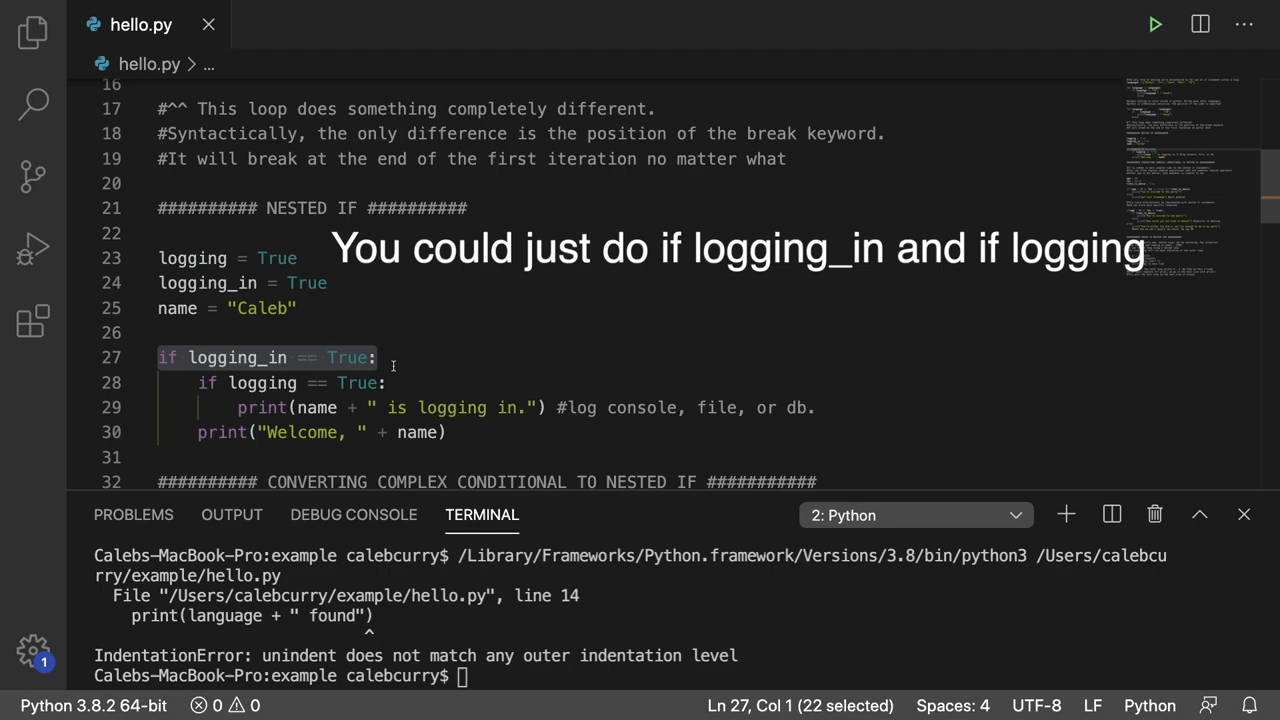 hello.py
hello.py > ...
16
17 #^^ This loop does something completely different.
18 #Syntactically, the only difference is the position of the break keyword.
19 #It will break at the end of the first iteration no matter what
20
21 ########## NESTED IF ##########
22
You could just do if logging_in and if logging
23 logging = True
24 logging_in = True
25 name = "Caleb"
26
27 if logging_in == True:
28 if logging == True:
29 print(name + " is logging in.") #log console, file, or db.
30 print("Welcome, " + name)
31
32 ########## CONVERTING COMPLEX CONDITIONAL TO NESTED IF ###########
PROBLEMS OUTPUT DEBUG CONSOLE TERMINAL 2: Python
Calebs-MacBook-Pro:example calebcurry$ /Library/Frameworks/Python.framework/Versions/3.8/bin/python3 /Users/calebcu
rry/example/hello.py
File "/Users/calebcurry/example/hello.py", line 14
print(language + " found")
^
IndentationError: unindent does not match any outer indentation level
Calebs-MacBook-Pro:example calebcurry$
1
Python 3.8.2 64-bit 0 0 Ln 27, Col 1 (22 selected) Spaces: 4 UTF-8 LF Python